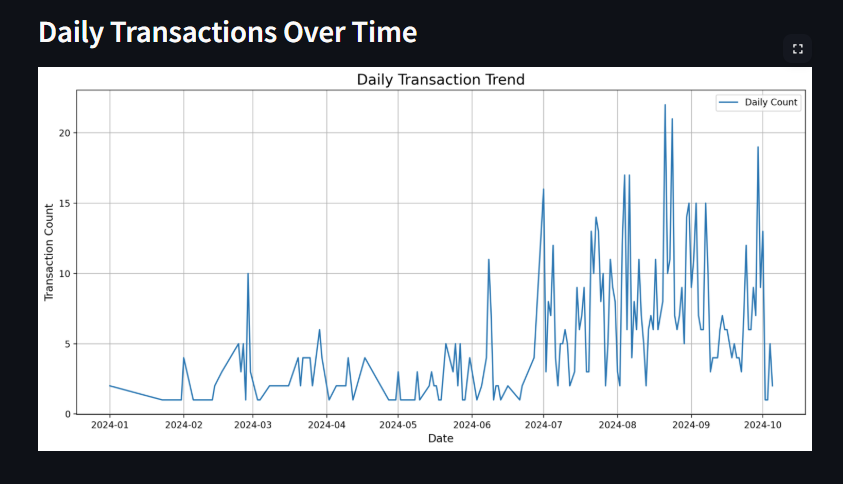 Daily Transactions Over Time
Daily Transaction Trend
Daily Count
Transaction Count
20
15
10
5
0
2024-01 2024-02 2024-03 2024-04 2024-05 2024-06 2024-07 2024-08 2024-09 2024-10
Date